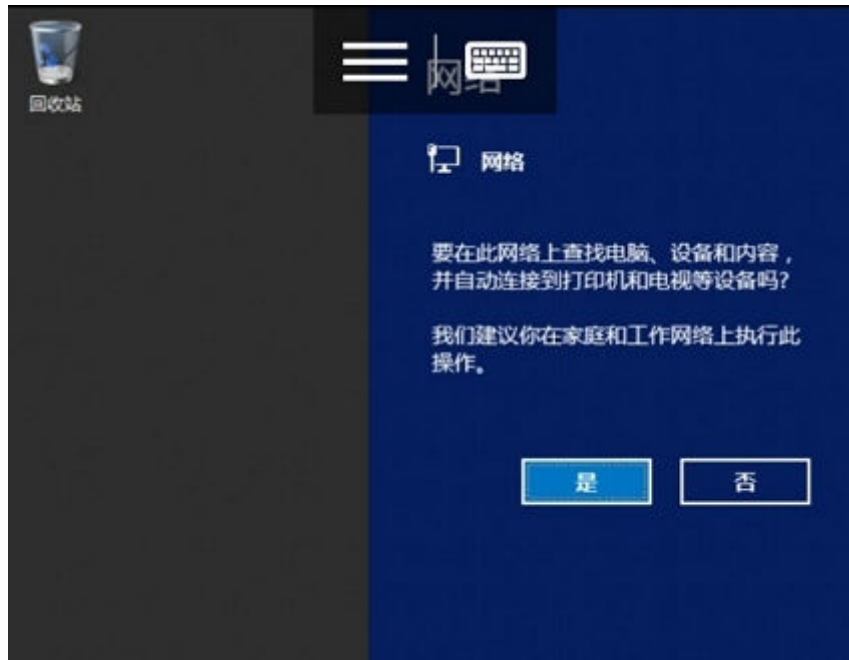 回收站
网络
网络
要在此网络上查找电脑、设备和内容，
并自动连接到打印机和电视等设备吗?
我们建议你在家庭和工作网络上执行此
操作。
是
否